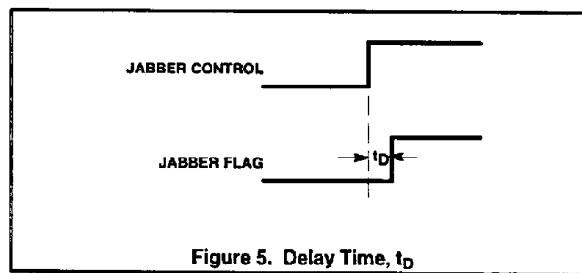 JABBER CONTROL
tD
JABBER FLAG
Figure 5. Delay Time, tD